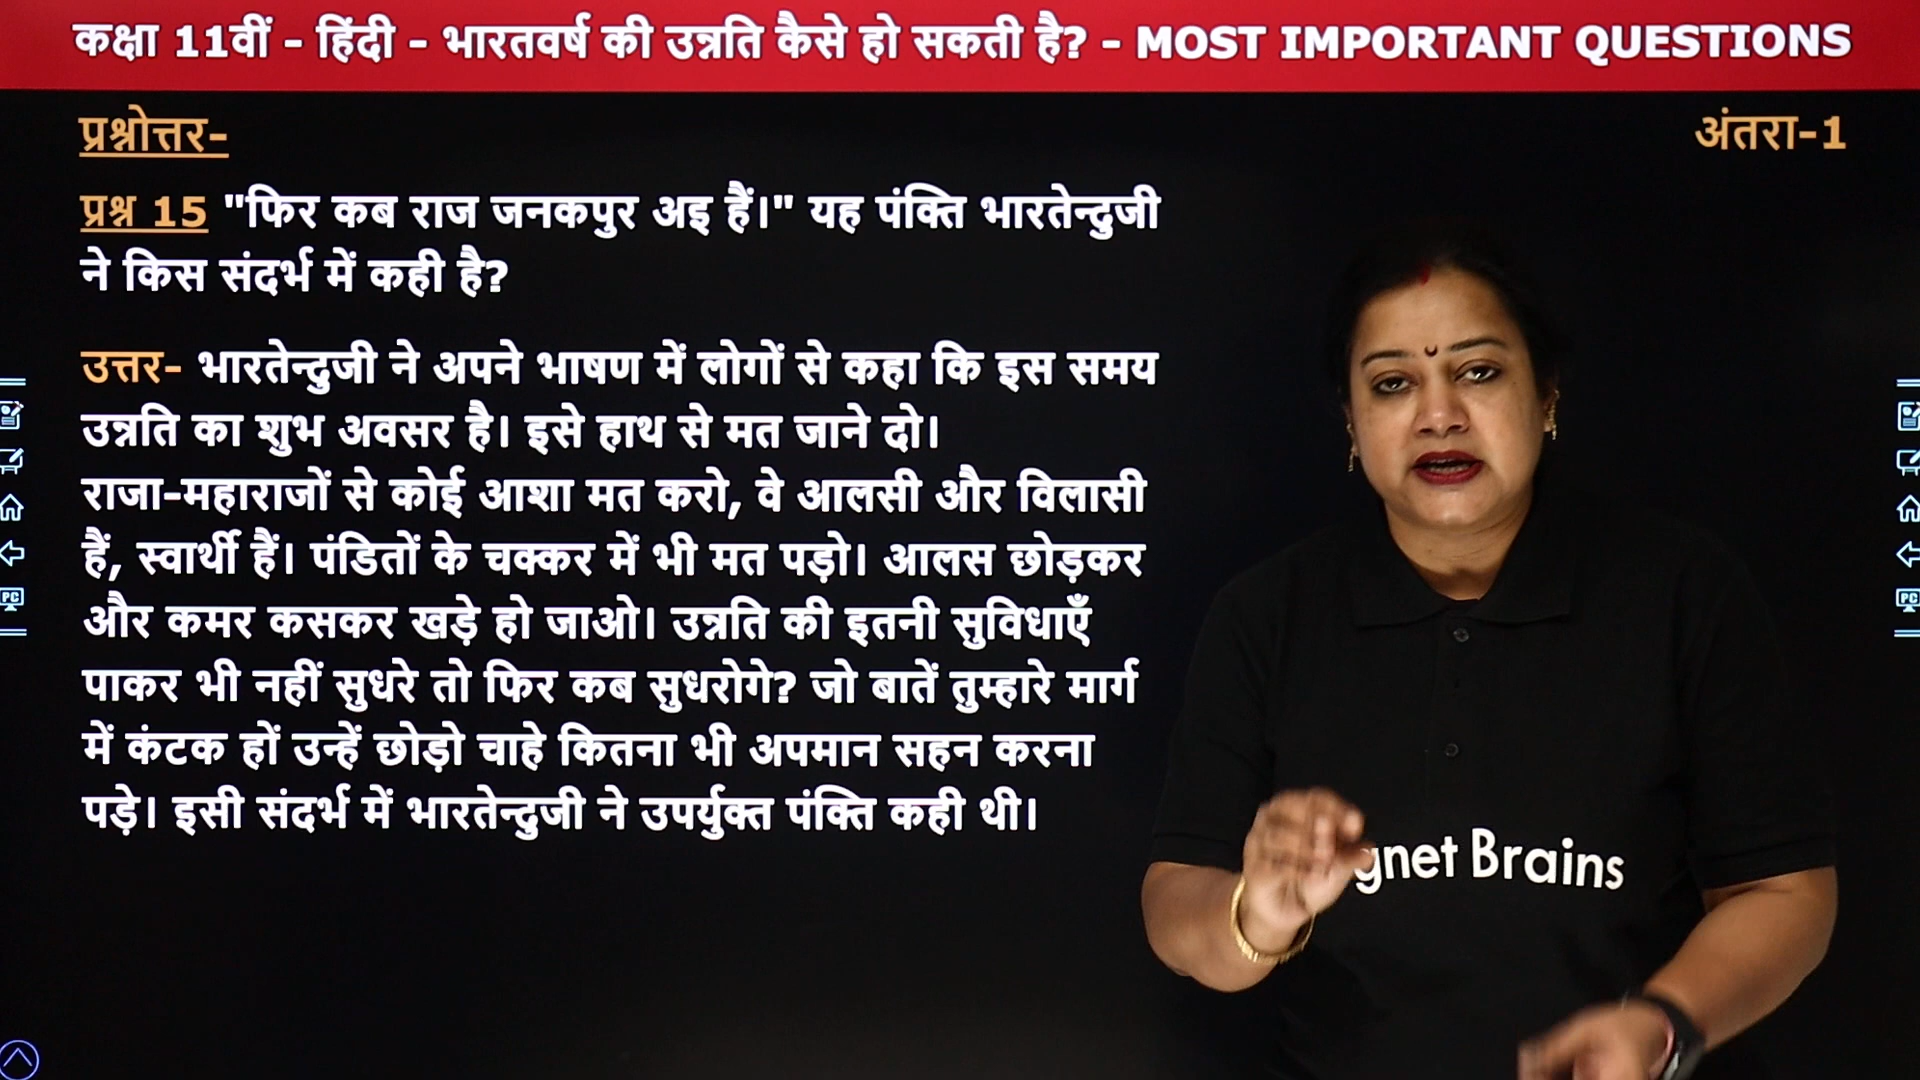 कक्षा 11वीं - हिंदी - भारतवर्ष की उन्नति कैसे हो सकती है? - MOST IMPORTANT QUESTIONS
प्रश्नोत्तर-
अंतरा-1
प्रश्न 15 "फिर कब राज जनकपुर अइ हैं।" यह पंक्ति भारतेन्दुजी
ने किस संदर्भ में कही है?
उत्तर- भारतेन्दुजी ने अपने भाषण में लोगों से कहा कि इस समय
उन्नति का शुभ अवसर है। इसे हाथ से मत जाने दो।
राजा-महाराजों से कोई आशा मत करो, वे आलसी और विलासी
हैं, स्वार्थी हैं। पंडितों के चक्कर में भी मत पड़ो। आलस छोड़कर
और कमर कसकर खड़े हो जाओ। उन्नति की इतनी सुविधाएँ
पाकर भी नहीं सुधरे तो फिर कब सुधरोगे? जो बातें तुम्हारे मार्ग
में कंटक हों उन्हें छोड़ो चाहे कितना भी अपमान सहन करना
पड़े। इसी संदर्भ में भारतेन्दुजी ने उपर्युक्त पंक्ति कही थी।
gnet Brains
PC
PC